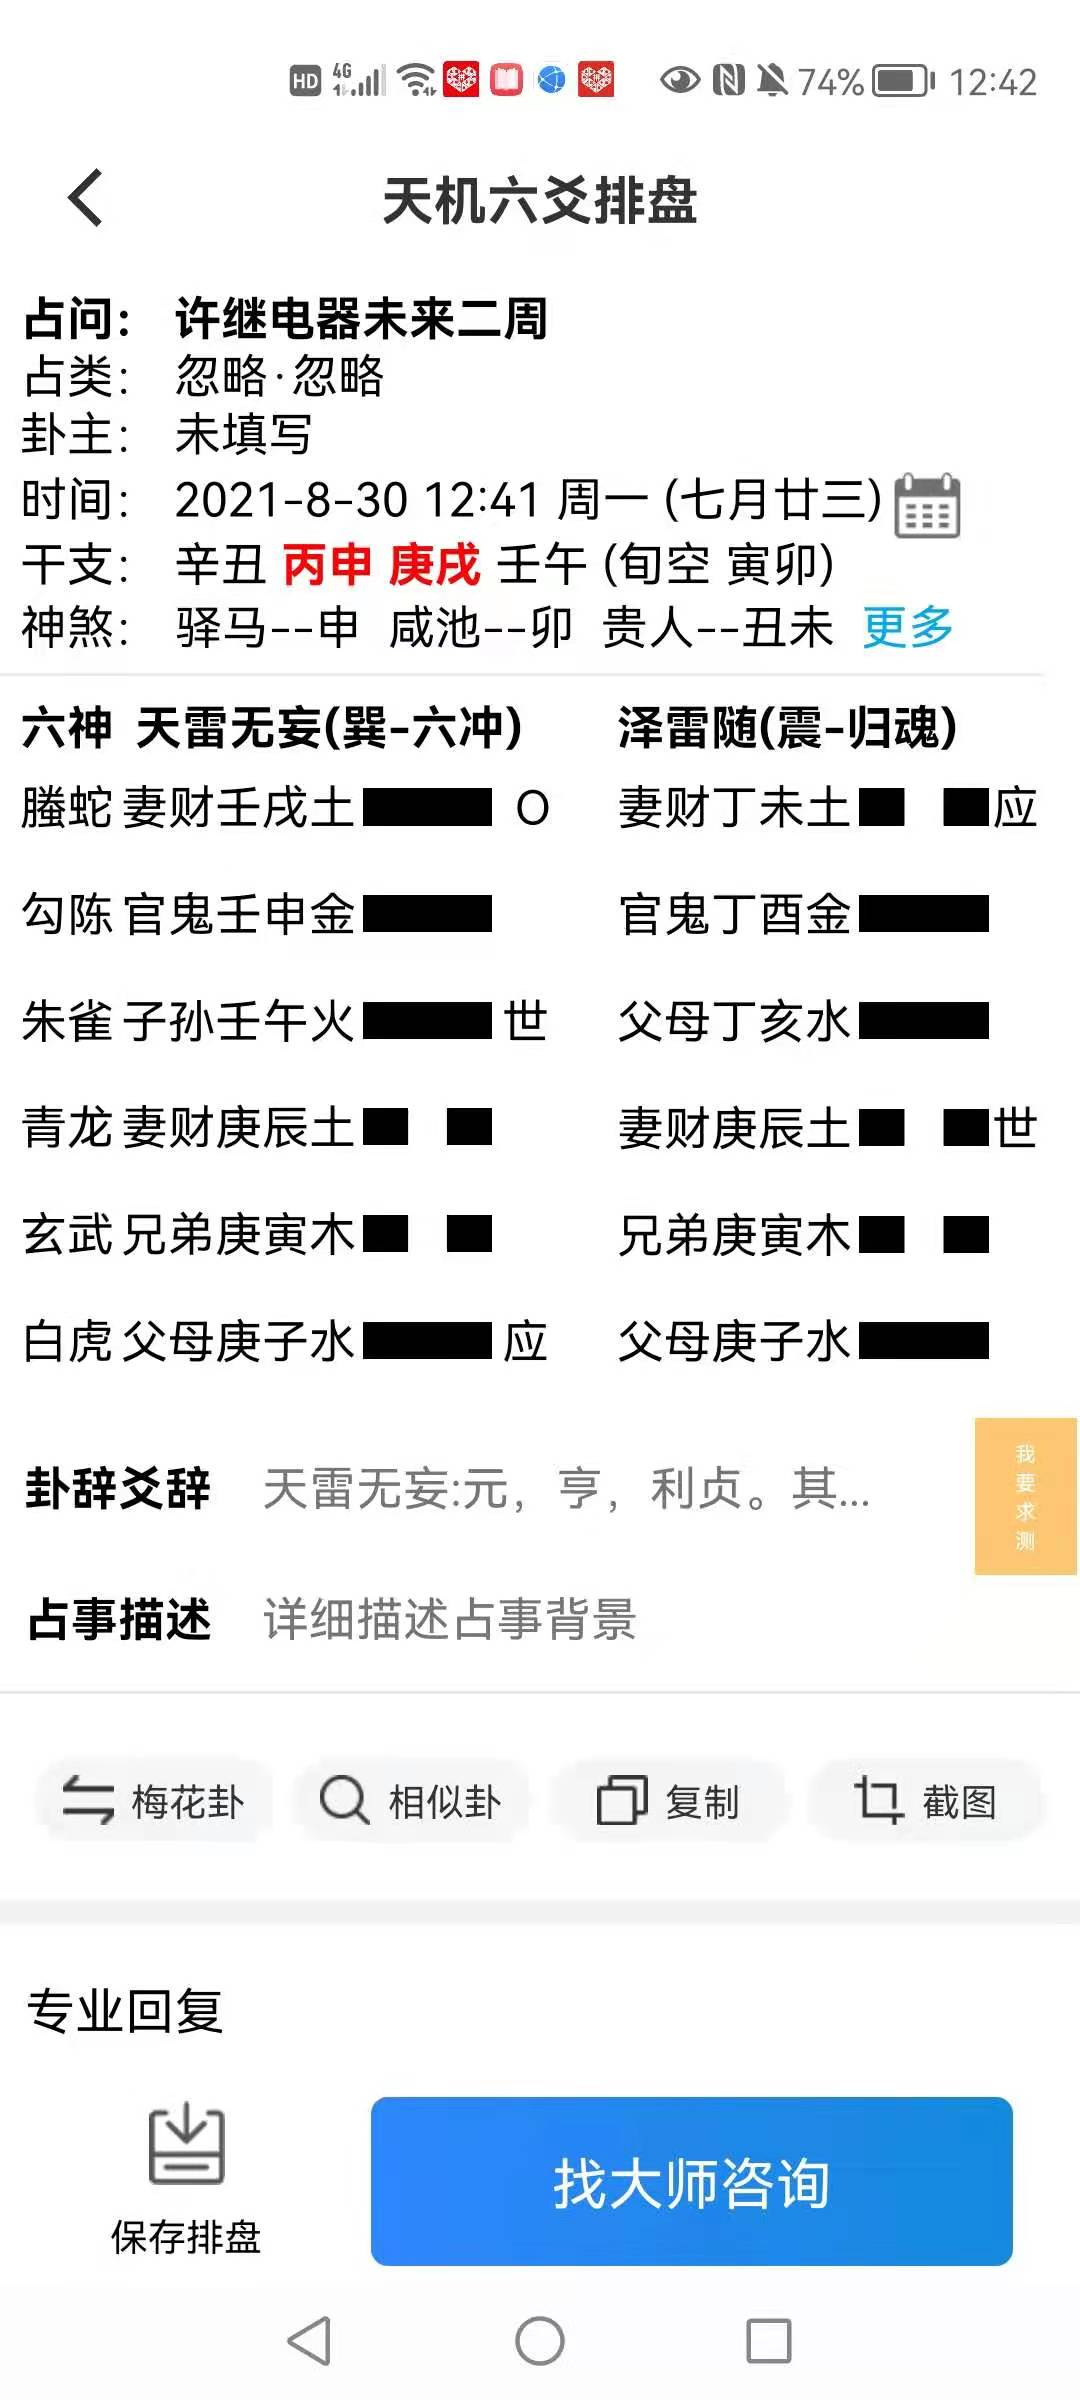 HD 4G 74% 12:42
天机六爻排盘
占问： 许继电器未来二周
占类： 忽略·忽略
卦主： 未填写
时间： 2021-8-30 12:41 周一 (七月廿三)
干支： 辛丑 丙申 庚戌 壬午 (旬空 寅卯)
神煞： 驿马--申 咸池--卯 贵人--丑未 更多
六神 天雷无妄(巽-六冲) 泽雷随(震-归魂)
螣蛇 妻财壬戌土 O 妻财丁未土 应
勾陈 官鬼壬申金 官鬼丁酉金
朱雀 子孙壬午火 世 父母丁亥水
青龙 妻财庚辰土 妻财庚辰土 世
玄武 兄弟庚寅木 兄弟庚寅木
白虎 父母庚子水 应 父母庚子水
卦辞爻辞 天雷无妄:元，亨，利贞。其...
我要求测
占事描述 详细描述占事背景
梅花卦 相似卦 复制 截图
专业回复
保存排盘
找大师咨询